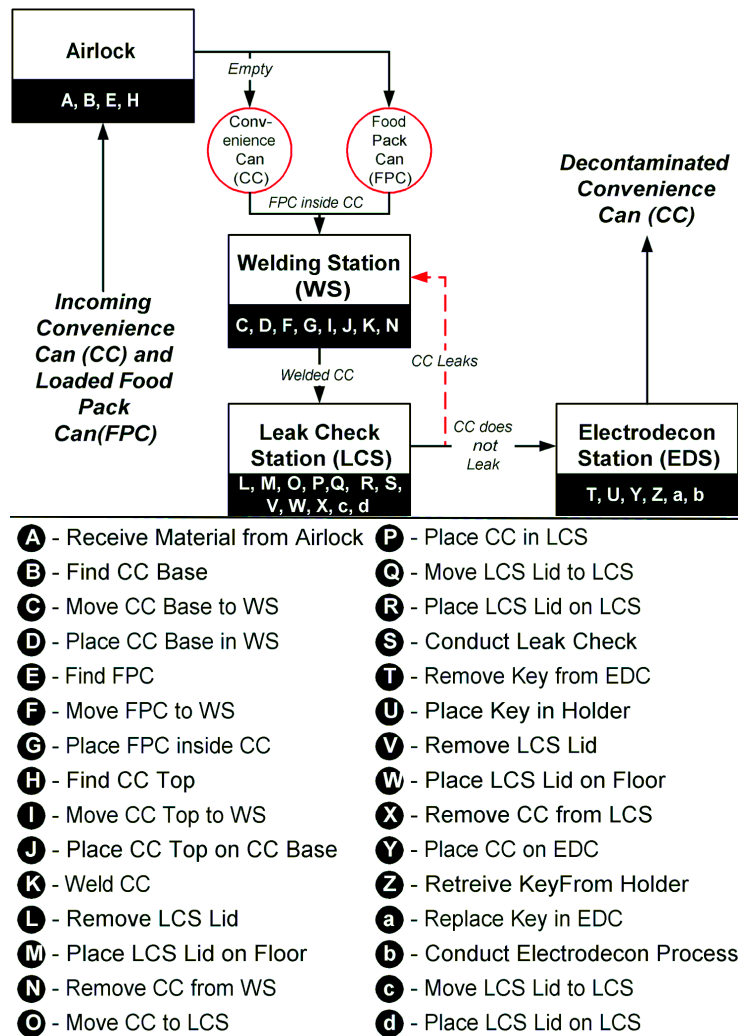 Airlock
A, B, E, H
Empty
Conv-
enience
Can
(CC)
Food
Pack
Can
(FPC)
FPC inside CC
Decontaminated
Convenience
Can (CC)
Welding Station
(WS)
C, D, F, G, I, J, K, N
Incoming
Convenience
Can (CC) and
Loaded Food
Pack
Can(FPC)
CC Leaks
Welded CC
Leak Check
Station (LCS)
L, M, O, P,Q, R, S,
V, W, X, c, d
CC does
not
Leak
Electrodecon
Station (EDS)
T, U, Y, Z, a, b
A - Receive Material from Airlock
B - Find CC Base
C - Move CC Base to WS
D - Place CC Base in WS
E - Find FPC
F - Move FPC to WS
G - Place FPC inside CC
H - Find CC Top
I - Move CC Top to WS
J - Place CC Top on CC Base
K - Weld CC
L - Remove LCS Lid
M - Place LCS Lid on Floor
N - Remove CC from WS
O - Move CC to LCS
P - Place CC in LCS
Q - Move LCS Lid to LCS
R - Place LCS Lid on LCS
S - Conduct Leak Check
T - Remove Key from EDC
U - Place Key in Holder
V - Remove LCS Lid
W - Place LCS Lid on Floor
X - Remove CC from LCS
Y - Place CC on EDC
Z - Retreive KeyFrom Holder
a - Replace Key in EDC
b - Conduct Electrodecon Process
c - Move LCS Lid to LCS
d - Place LCS Lid on LCS